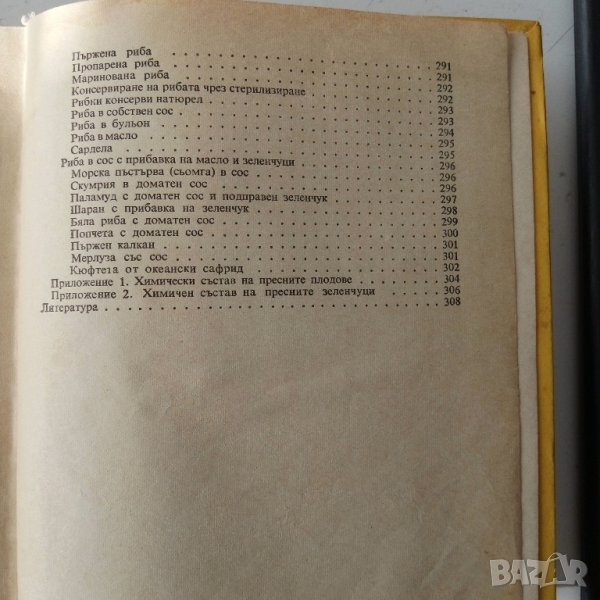 Пържена риба . . . . . . . . . . . . . . . . 291
Пропарена риба . . . . . . . . . . . . . . . 291
Маринована риба . . . . . . . . . . . . . . 292
Консервиране на рибата чрез стерилизиране . . . . . 292
Рибки консерви натюрел . . . . . . . . . . . . 293
Риба в собствен сос . . . . . . . . . . . . . . 293
Риба в бульон . . . . . . . . . . . . . . . . 294
Риба в масло . . . . . . . . . . . . . . . . 295
Сардела . . . . . . . . . . . . . . . . . . 295
Риба в сос с прибавка на масло и зеленчуци . . . . . . 296
Морска пъстърва (сьомга) в сос . . . . . . . . . 296
Скумрия в доматен сос . . . . . . . . . . . . 296
Паламуд с доматен сос и подправен зеленчук . . . . . 297
Шаран с прибавка на зеленчук . . . . . . . . . . 298
Бяла риба с доматен сос . . . . . . . . . . . . 299
Попчета с доматен сос . . . . . . . . . . . . 300
Пържен калкан . . . . . . . . . . . . . . . 301
Мерлуза със сос . . . . . . . . . . . . . . . 301
Кюфтета от океански сафрид . . . . . . . . . . 302
Приложение 1. Химически състав на пресните плодове . . . . 304
Приложение 2. Химичен състав на пресните зеленчуци . . . . 306
Литература . . . . . . . . . . . . . . . . . 308
BAZAR
bazar.bg